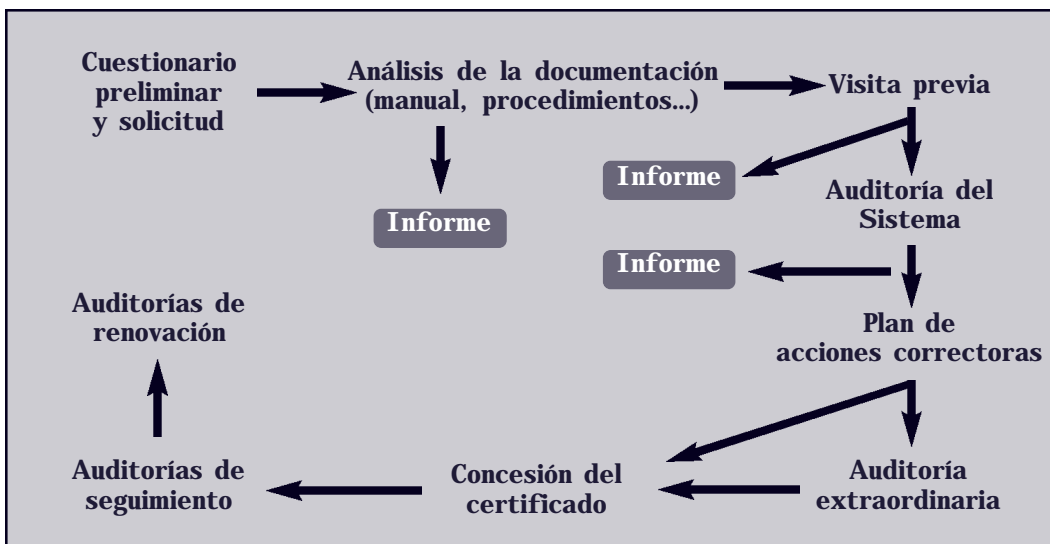 Cuestionario
preliminar
y solicitud
Análisis de la documentación
(manual, procedimientos...)
Visita previa
Informe
Informe
Auditoría del
Sistema
Informe
Plan de
acciones correctoras
Auditoría
extraordinaria
Concesión del
certificado
Auditorías de
seguimiento
Auditorías de
renovación